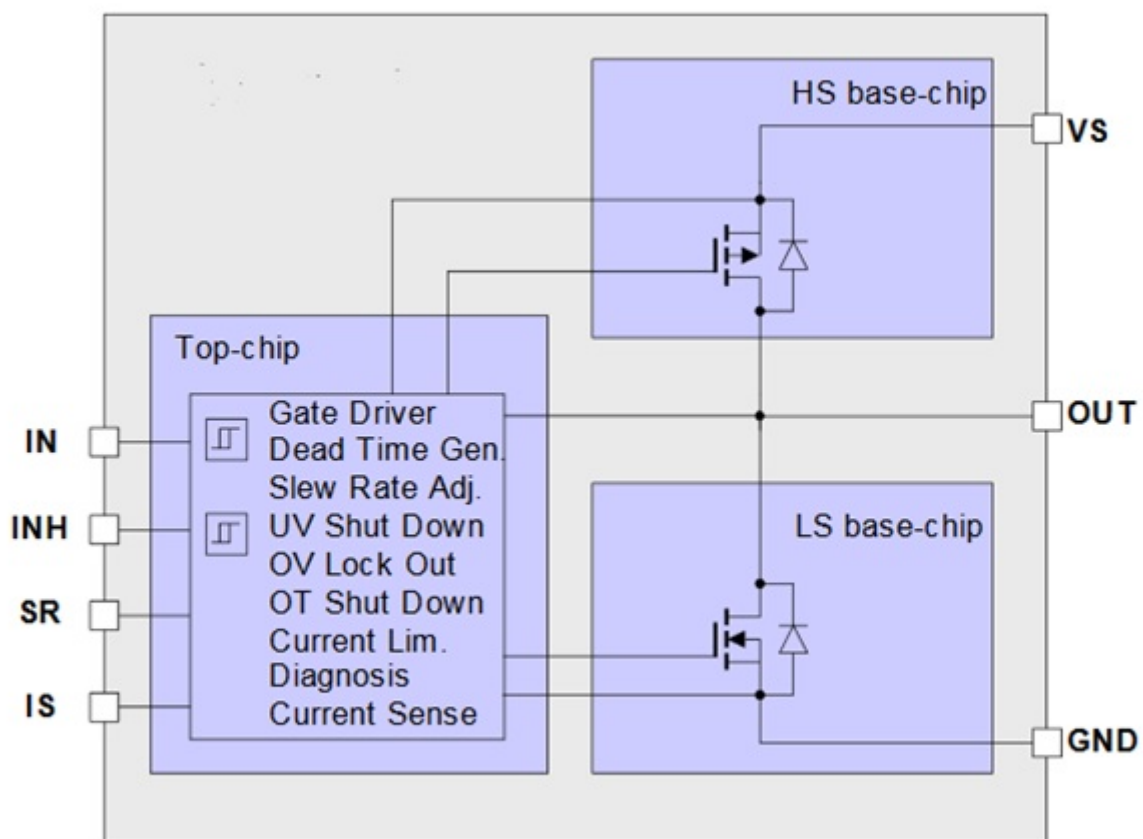 HS base-chip
VS
Top-chip
Gate Driver
Dead Time Gen.
Slew Rate Adj.
UV Shut Down
OV Lock Out
OT Shut Down
Current Lim.
Diagnosis
Current Sense
IN
INH
SR
IS
OUT
LS base-chip
GND